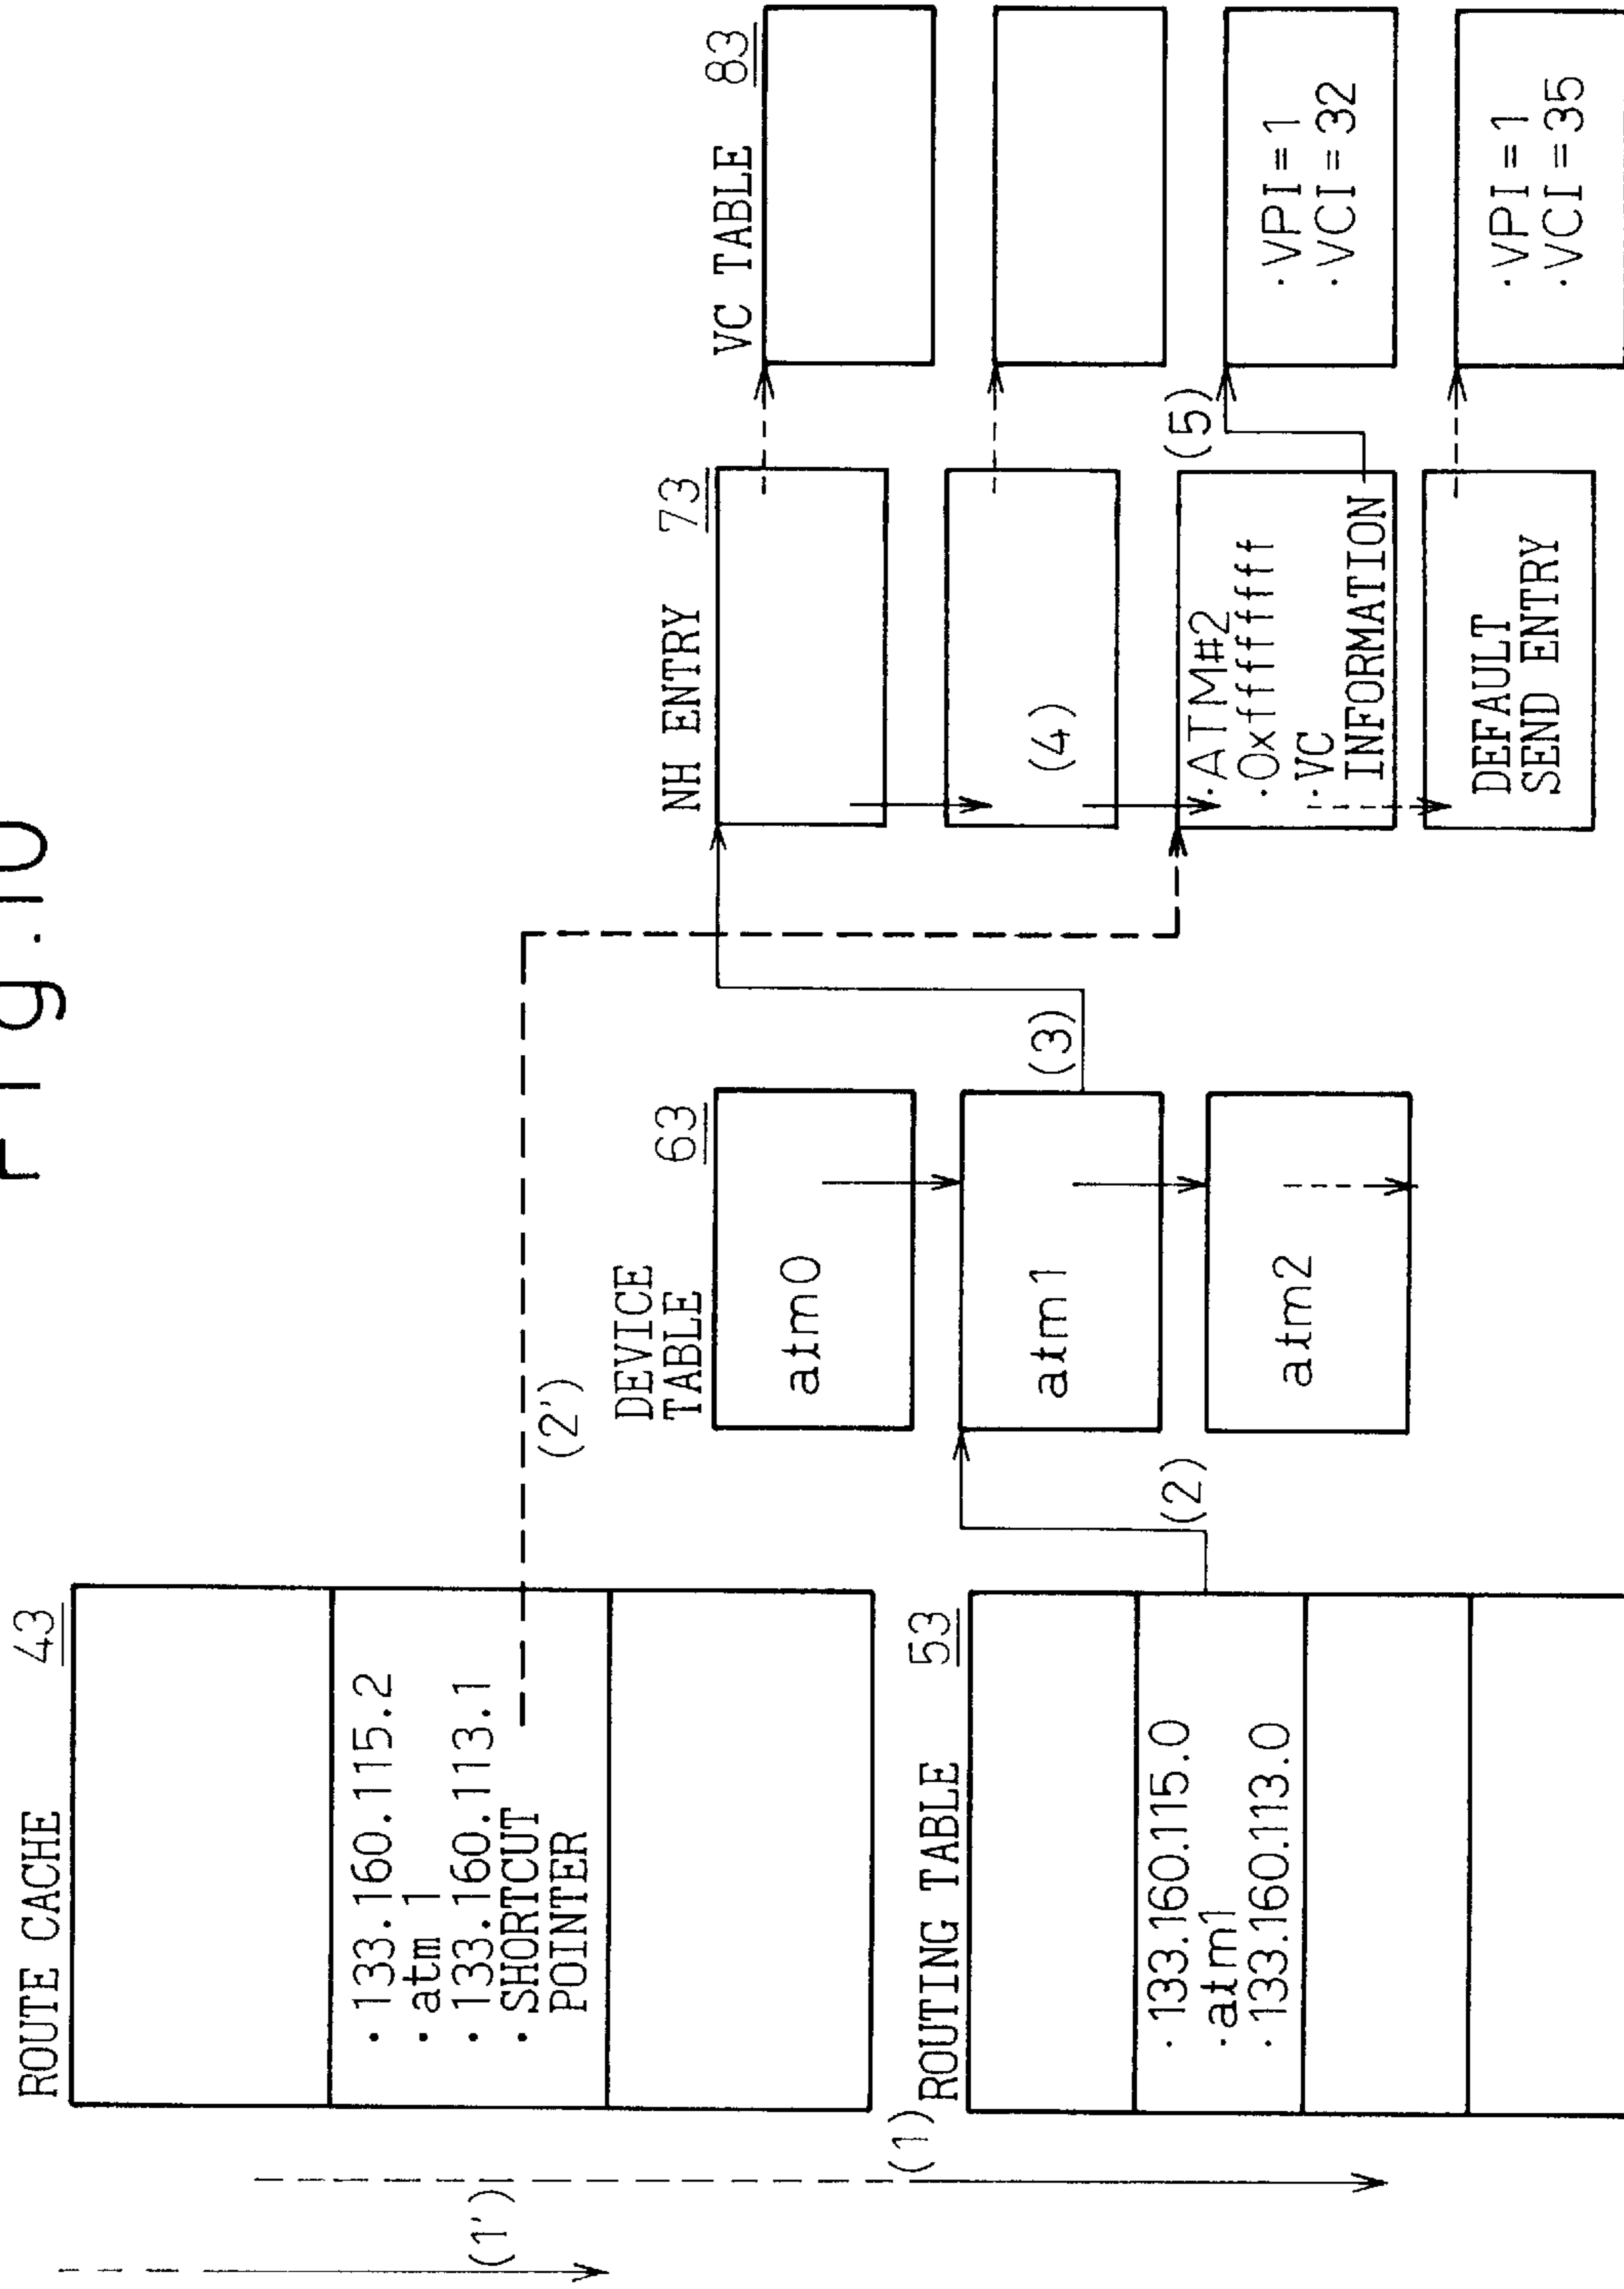 Fig.10
ROUTE CACHE 43
· 133.160.115.2
· atm 1
· 133.160.113.1
· SHORTCUT
POINTER
(1')
(1)
(2')
ROUTING TABLE 53
· 133.160.115.0
· atm1
· 133.160.113.0
(2)
DEVICE
TABLE 63
atm0
atm1
atm2
(3)
NH ENTRY 73
(4)
· ATM#2
· 0xffffffff
· VC
INFORMATION
DEFAULT
SEND ENTRY
(5)
VC TABLE 83
· VPI=1
· VCI=32
· VPI=1
· VCI=35